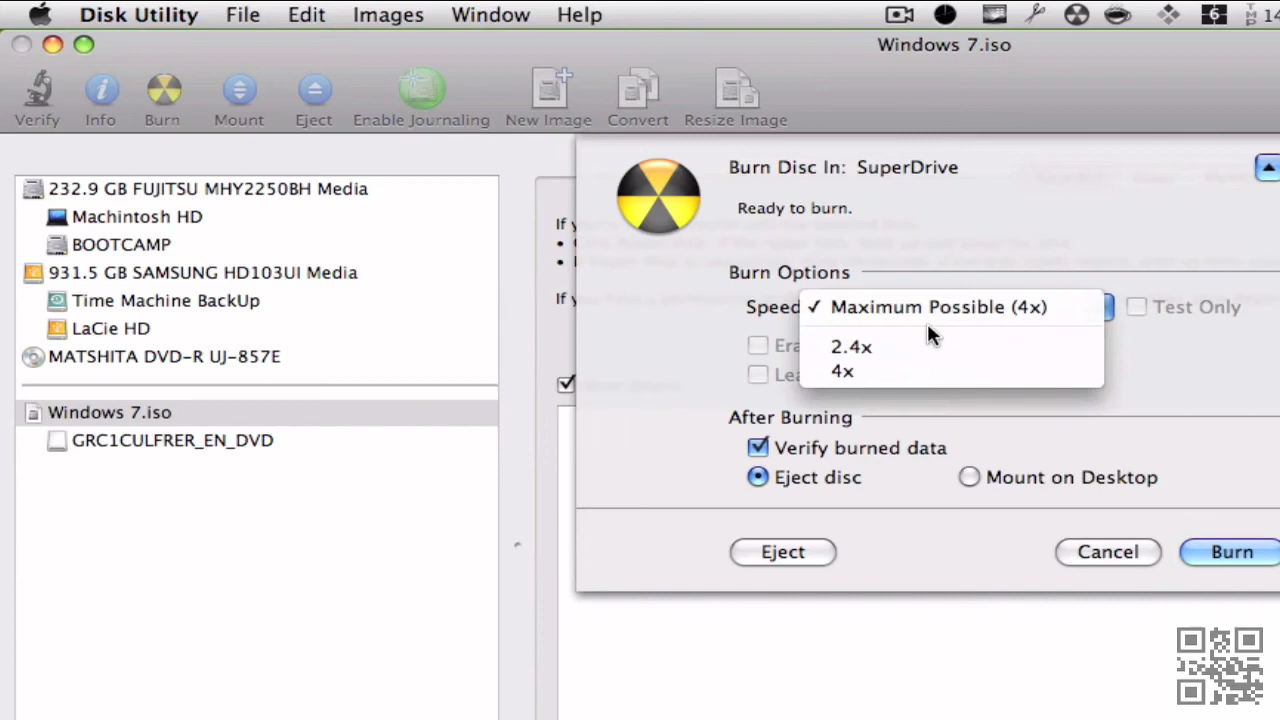 Disk Utility File Edit Images Window Help
Windows 7.iso
Verify Info Burn Mount Eject Enable Journaling New Image Convert Resize Image
232.9 GB FUJITSU MHY2250BH Media
Machintosh HD
BOOTCAMP
931.5 GB SAMSUNG HD103UI Media
Time Machine BackUp
LaCie HD
MATSHITA DVD-R UJ-857E
Windows 7.iso
GRC1CULFRER_EN_DVD
Burn Disc In: SuperDrive
Ready to burn.
Burn Options
Speed ✓ Maximum Possible (4x) Test Only
2.4x
4x
After Burning
Verify burned data
Eject disc Mount on Desktop
Eject Cancel Burn